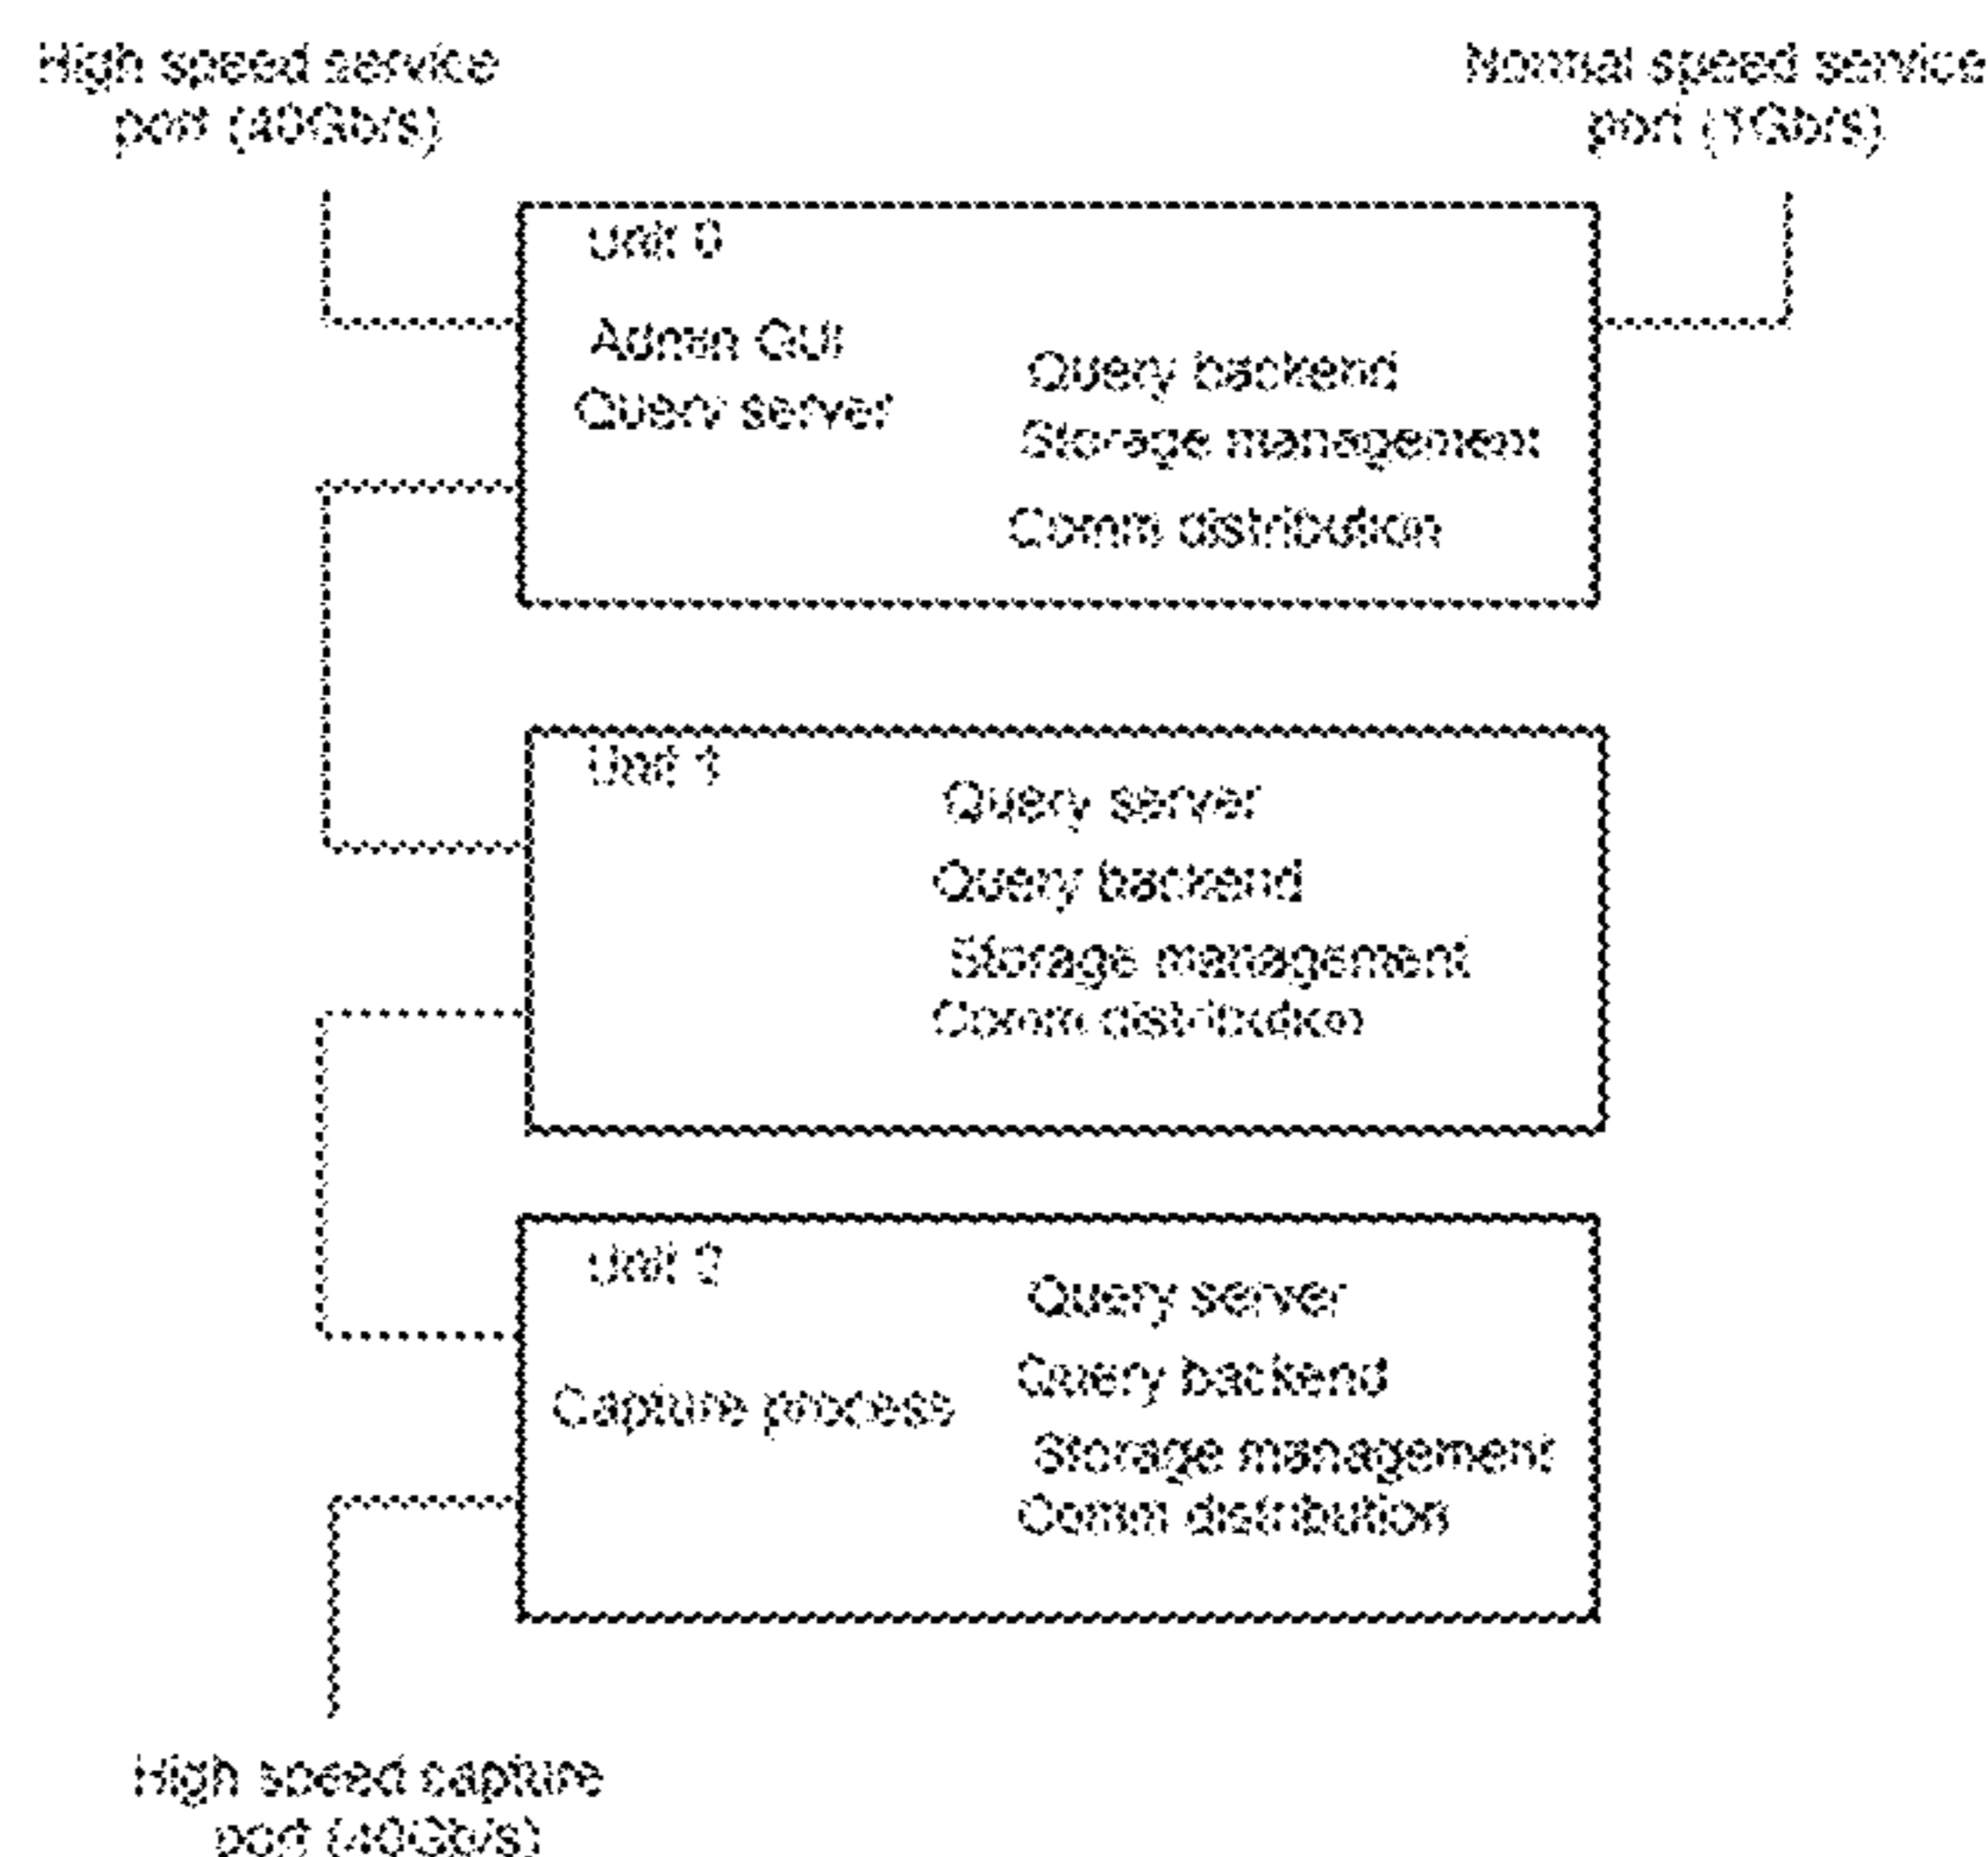 High speed service
port (40Gb/s)
Normal speed service
port (1Gb/s)
Unit 0
Admin GUI
Query server
Query backend
Storage management
Comm distribution
Unit 1
Query server
Query backend
Storage management
Comm distribution
Unit 2
Capture process
Query server
Query backend
Storage management
Comm distribution
High speed capture
port (40Gb/s)